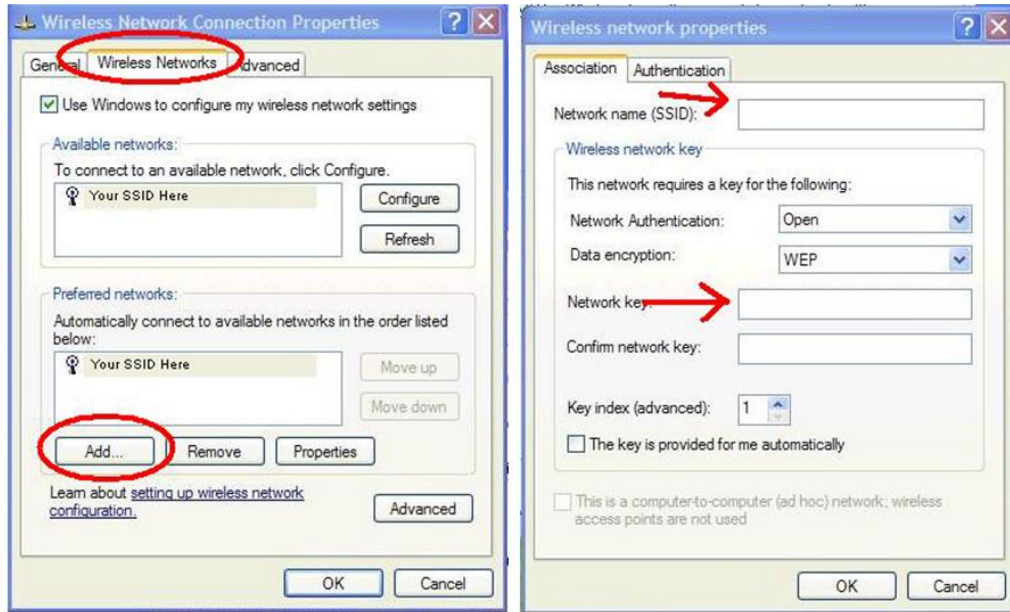 Wireless Network Connection Properties
General
Wireless Networks
Advanced
Use Windows to configure my wireless network settings
Available networks:
To connect to an available network, click Configure.
Your SSID Here
Configure
Refresh
Preferred networks:
Automatically connect to available networks in the order listed
below:
Your SSID Here
Move up
Move down
Add...
Remove
Properties
Learn about setting up wireless network
configuration.
Advanced
OK
Cancel
Wireless network properties
Association
Authentication
Network name (SSID):
Wireless network key
This network requires a key for the following:
Network Authentication:
Open
Data encryption:
WEP
Network key:
Confirm network key:
Key index (advanced):
1
The key is provided for me automatically
This is a computer-to-computer (ad hoc) network; wireless
access points are not used
OK
Cancel